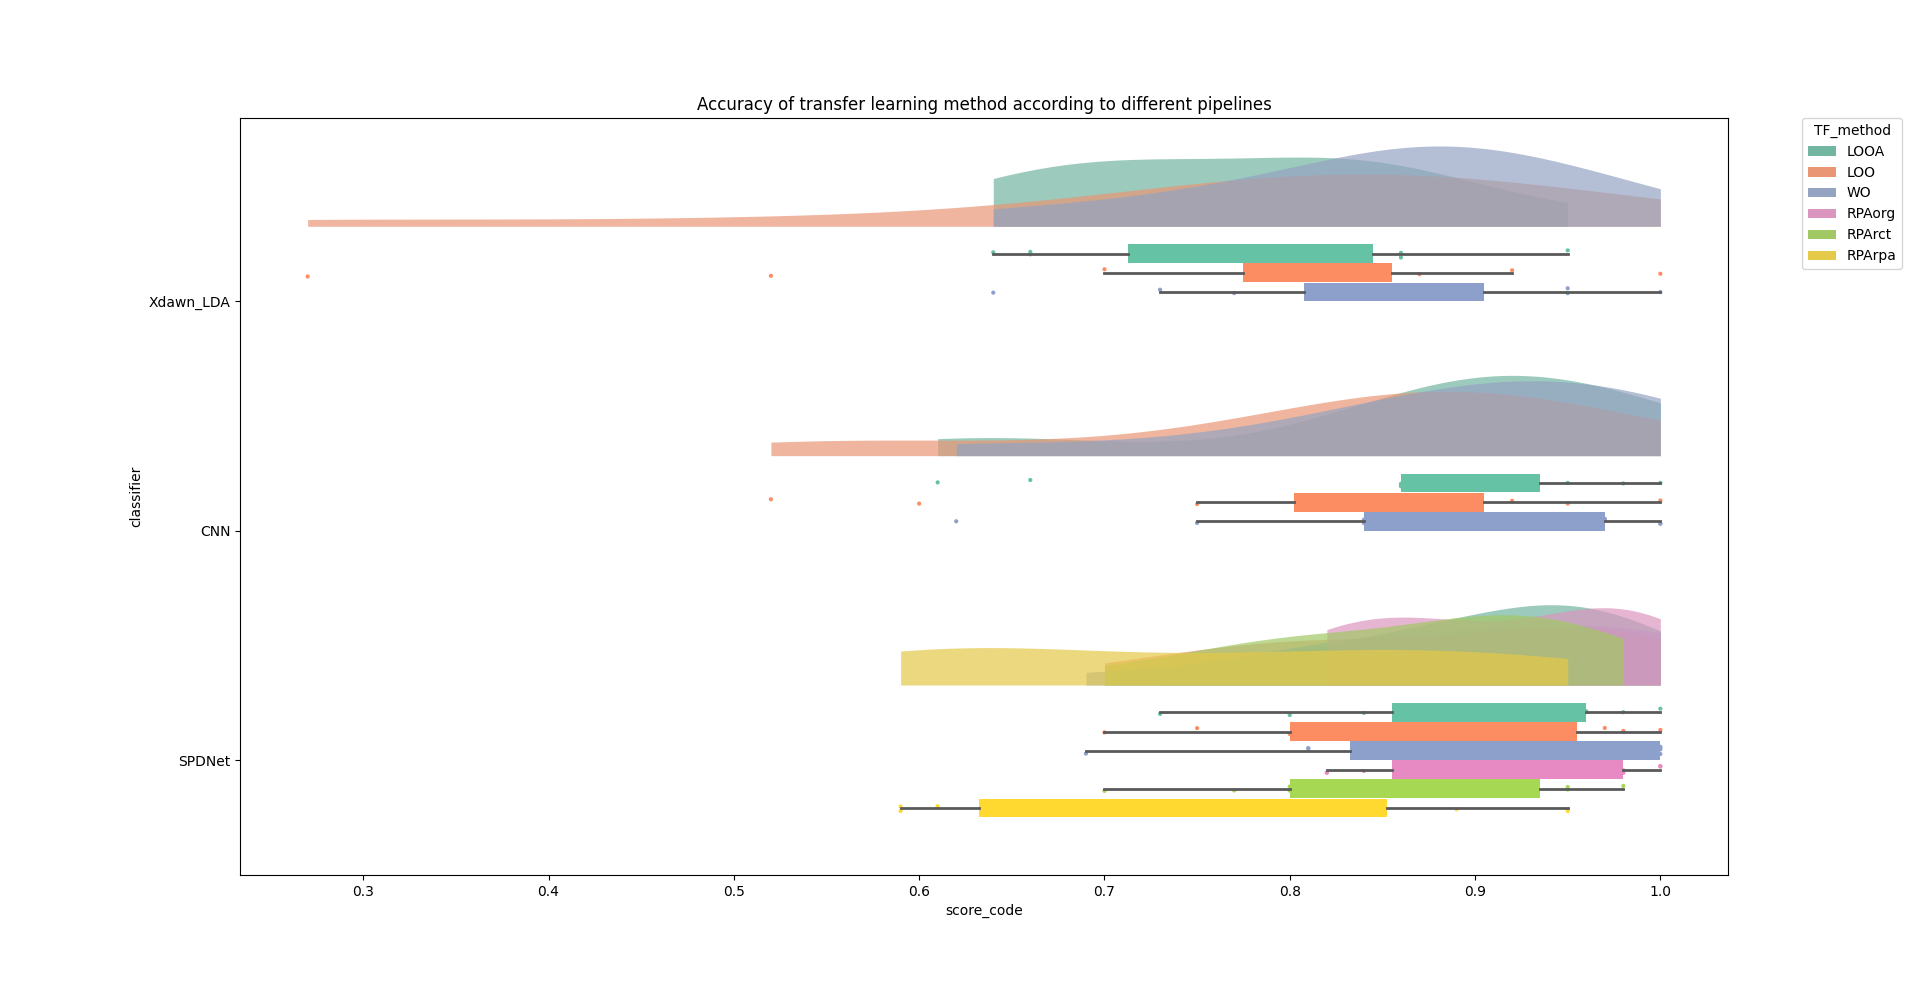 Accuracy of transfer learning method according to different pipelines
TF_method
LOOA
LOO
WO
RPAorg
RPArct
RPArpa
classifier
Xdawn_LDA
CNN
SPDNet
0.3 0.4 0.5 0.6 0.7 0.8 0.9 1.0
score_code